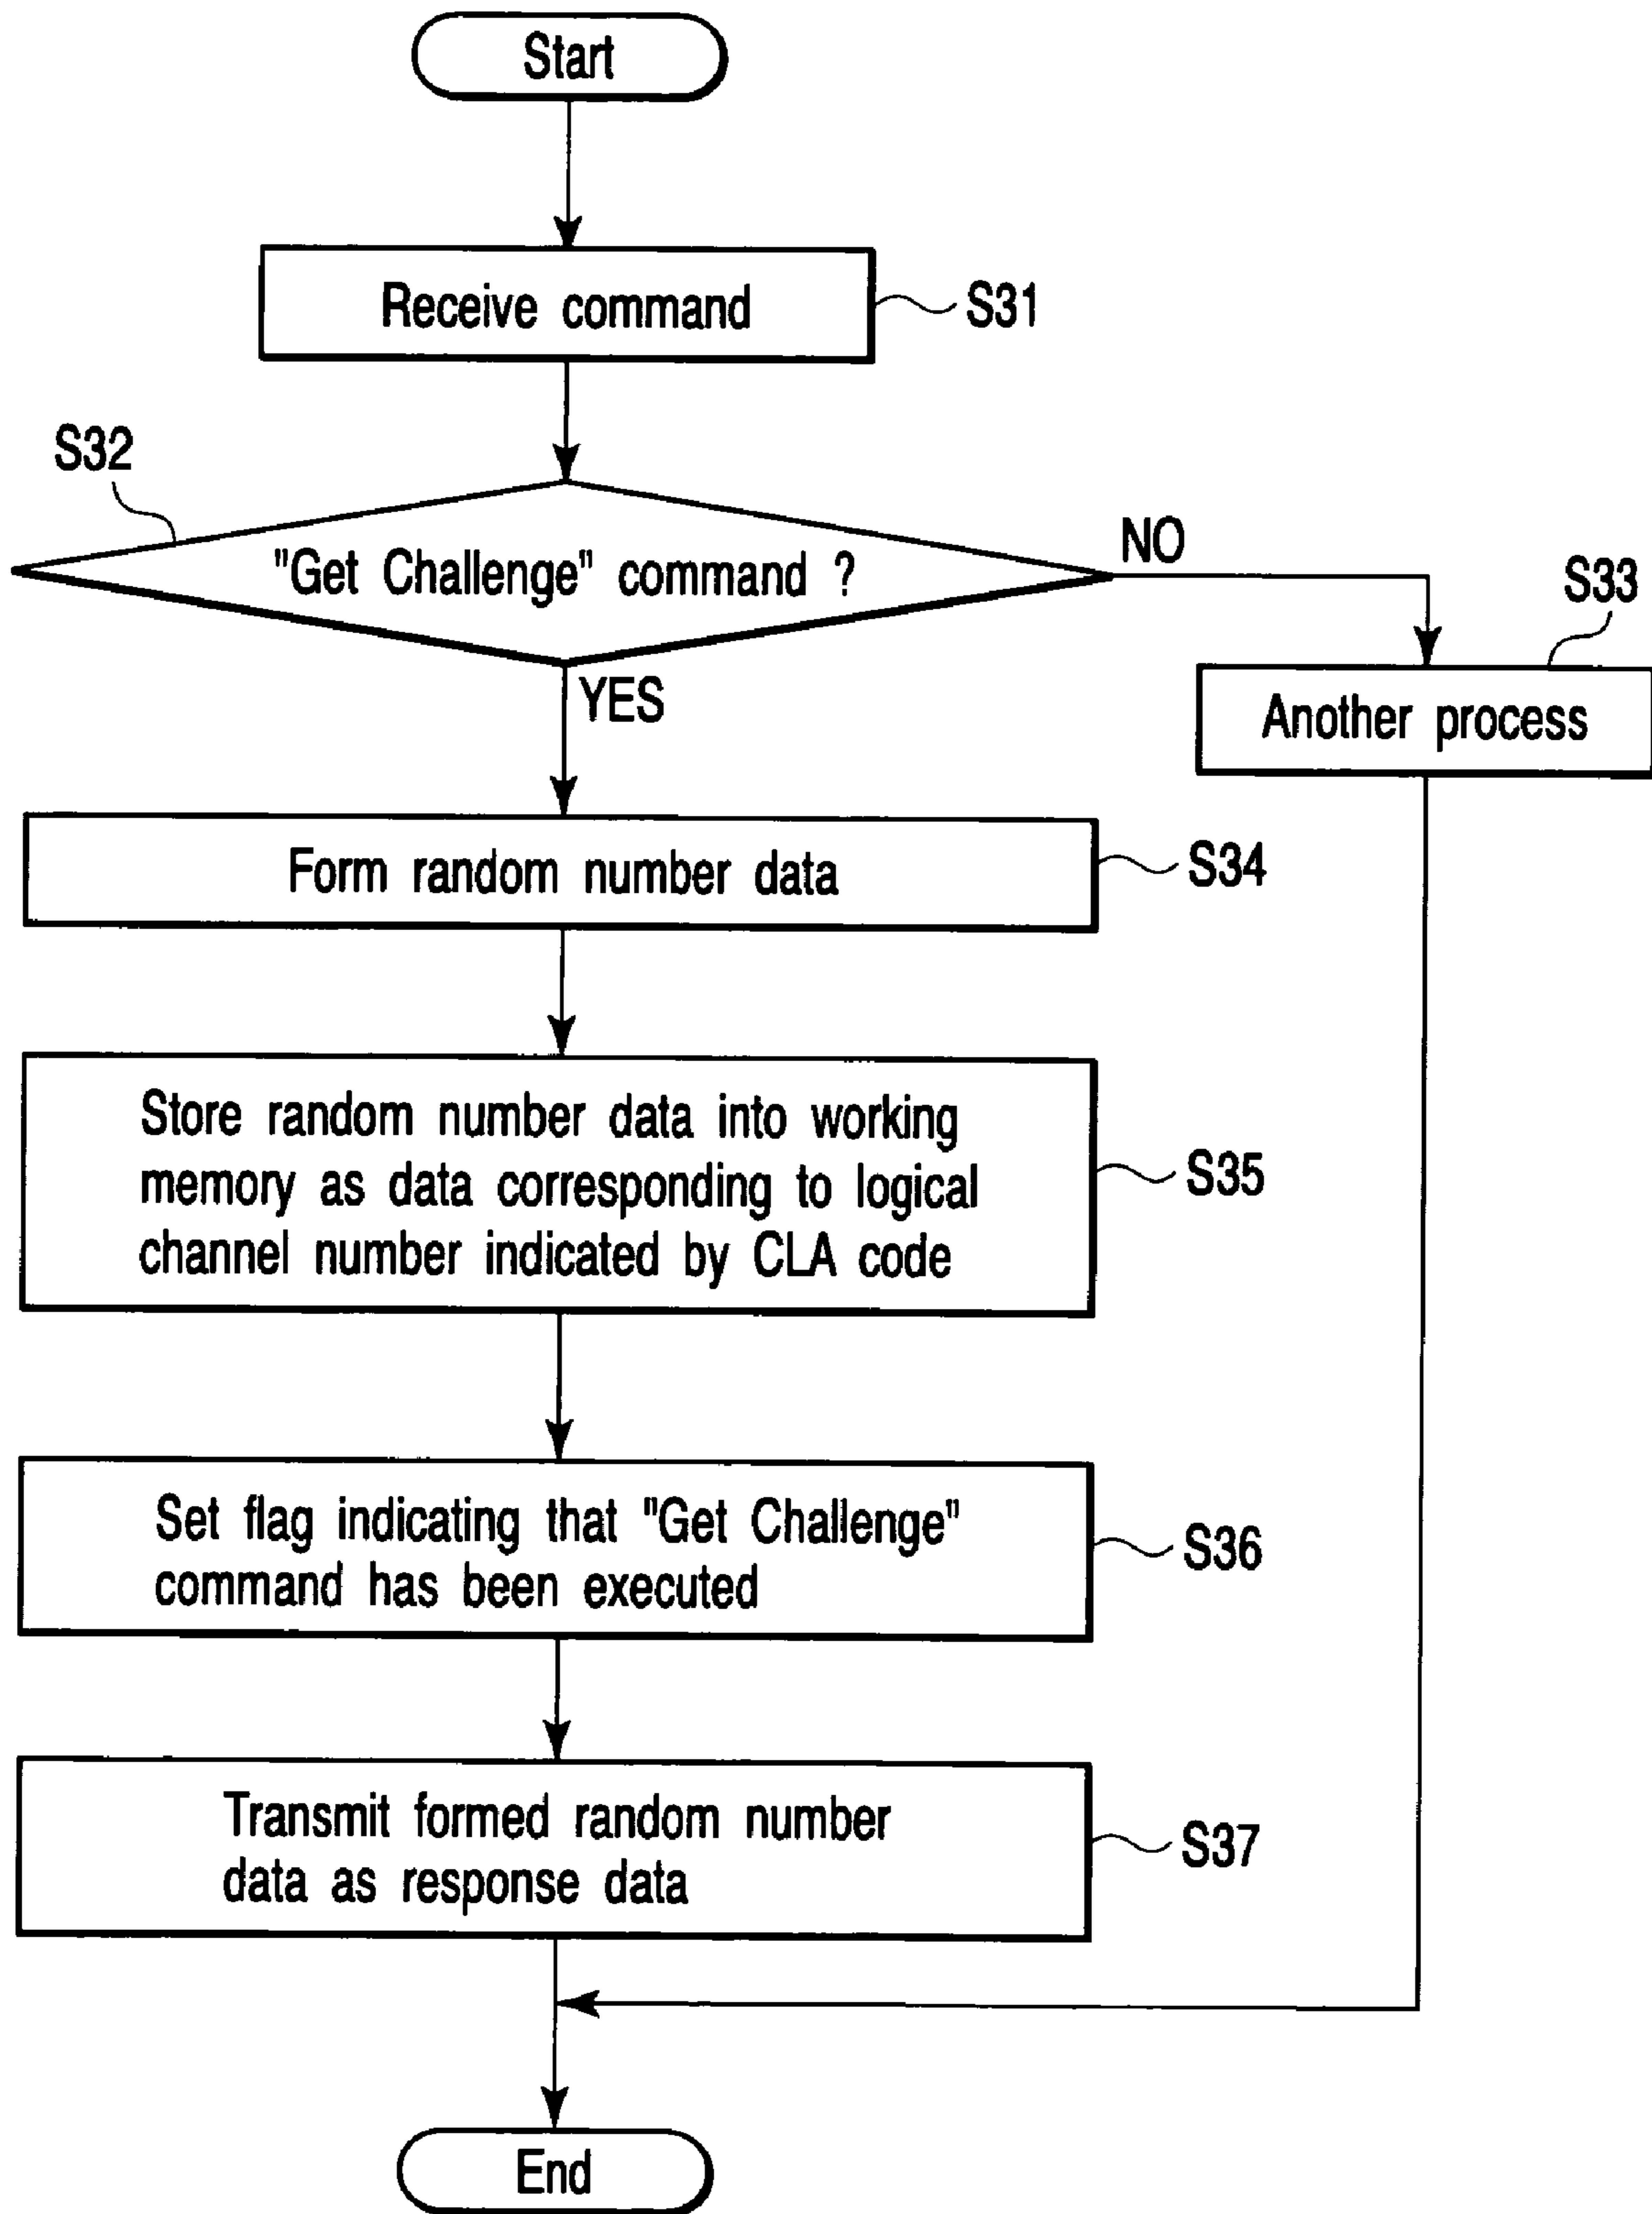 Start
Receive command
S31
S32
"Get Challenge" command ?
NO
S33
YES
Another process
Form random number data
S34
Store random number data into working
memory as data corresponding to logical
channel number indicated by CLA code
S35
Set flag indicating that "Get Challenge"
command has been executed
S36
Transmit formed random number
data as response data
S37
End